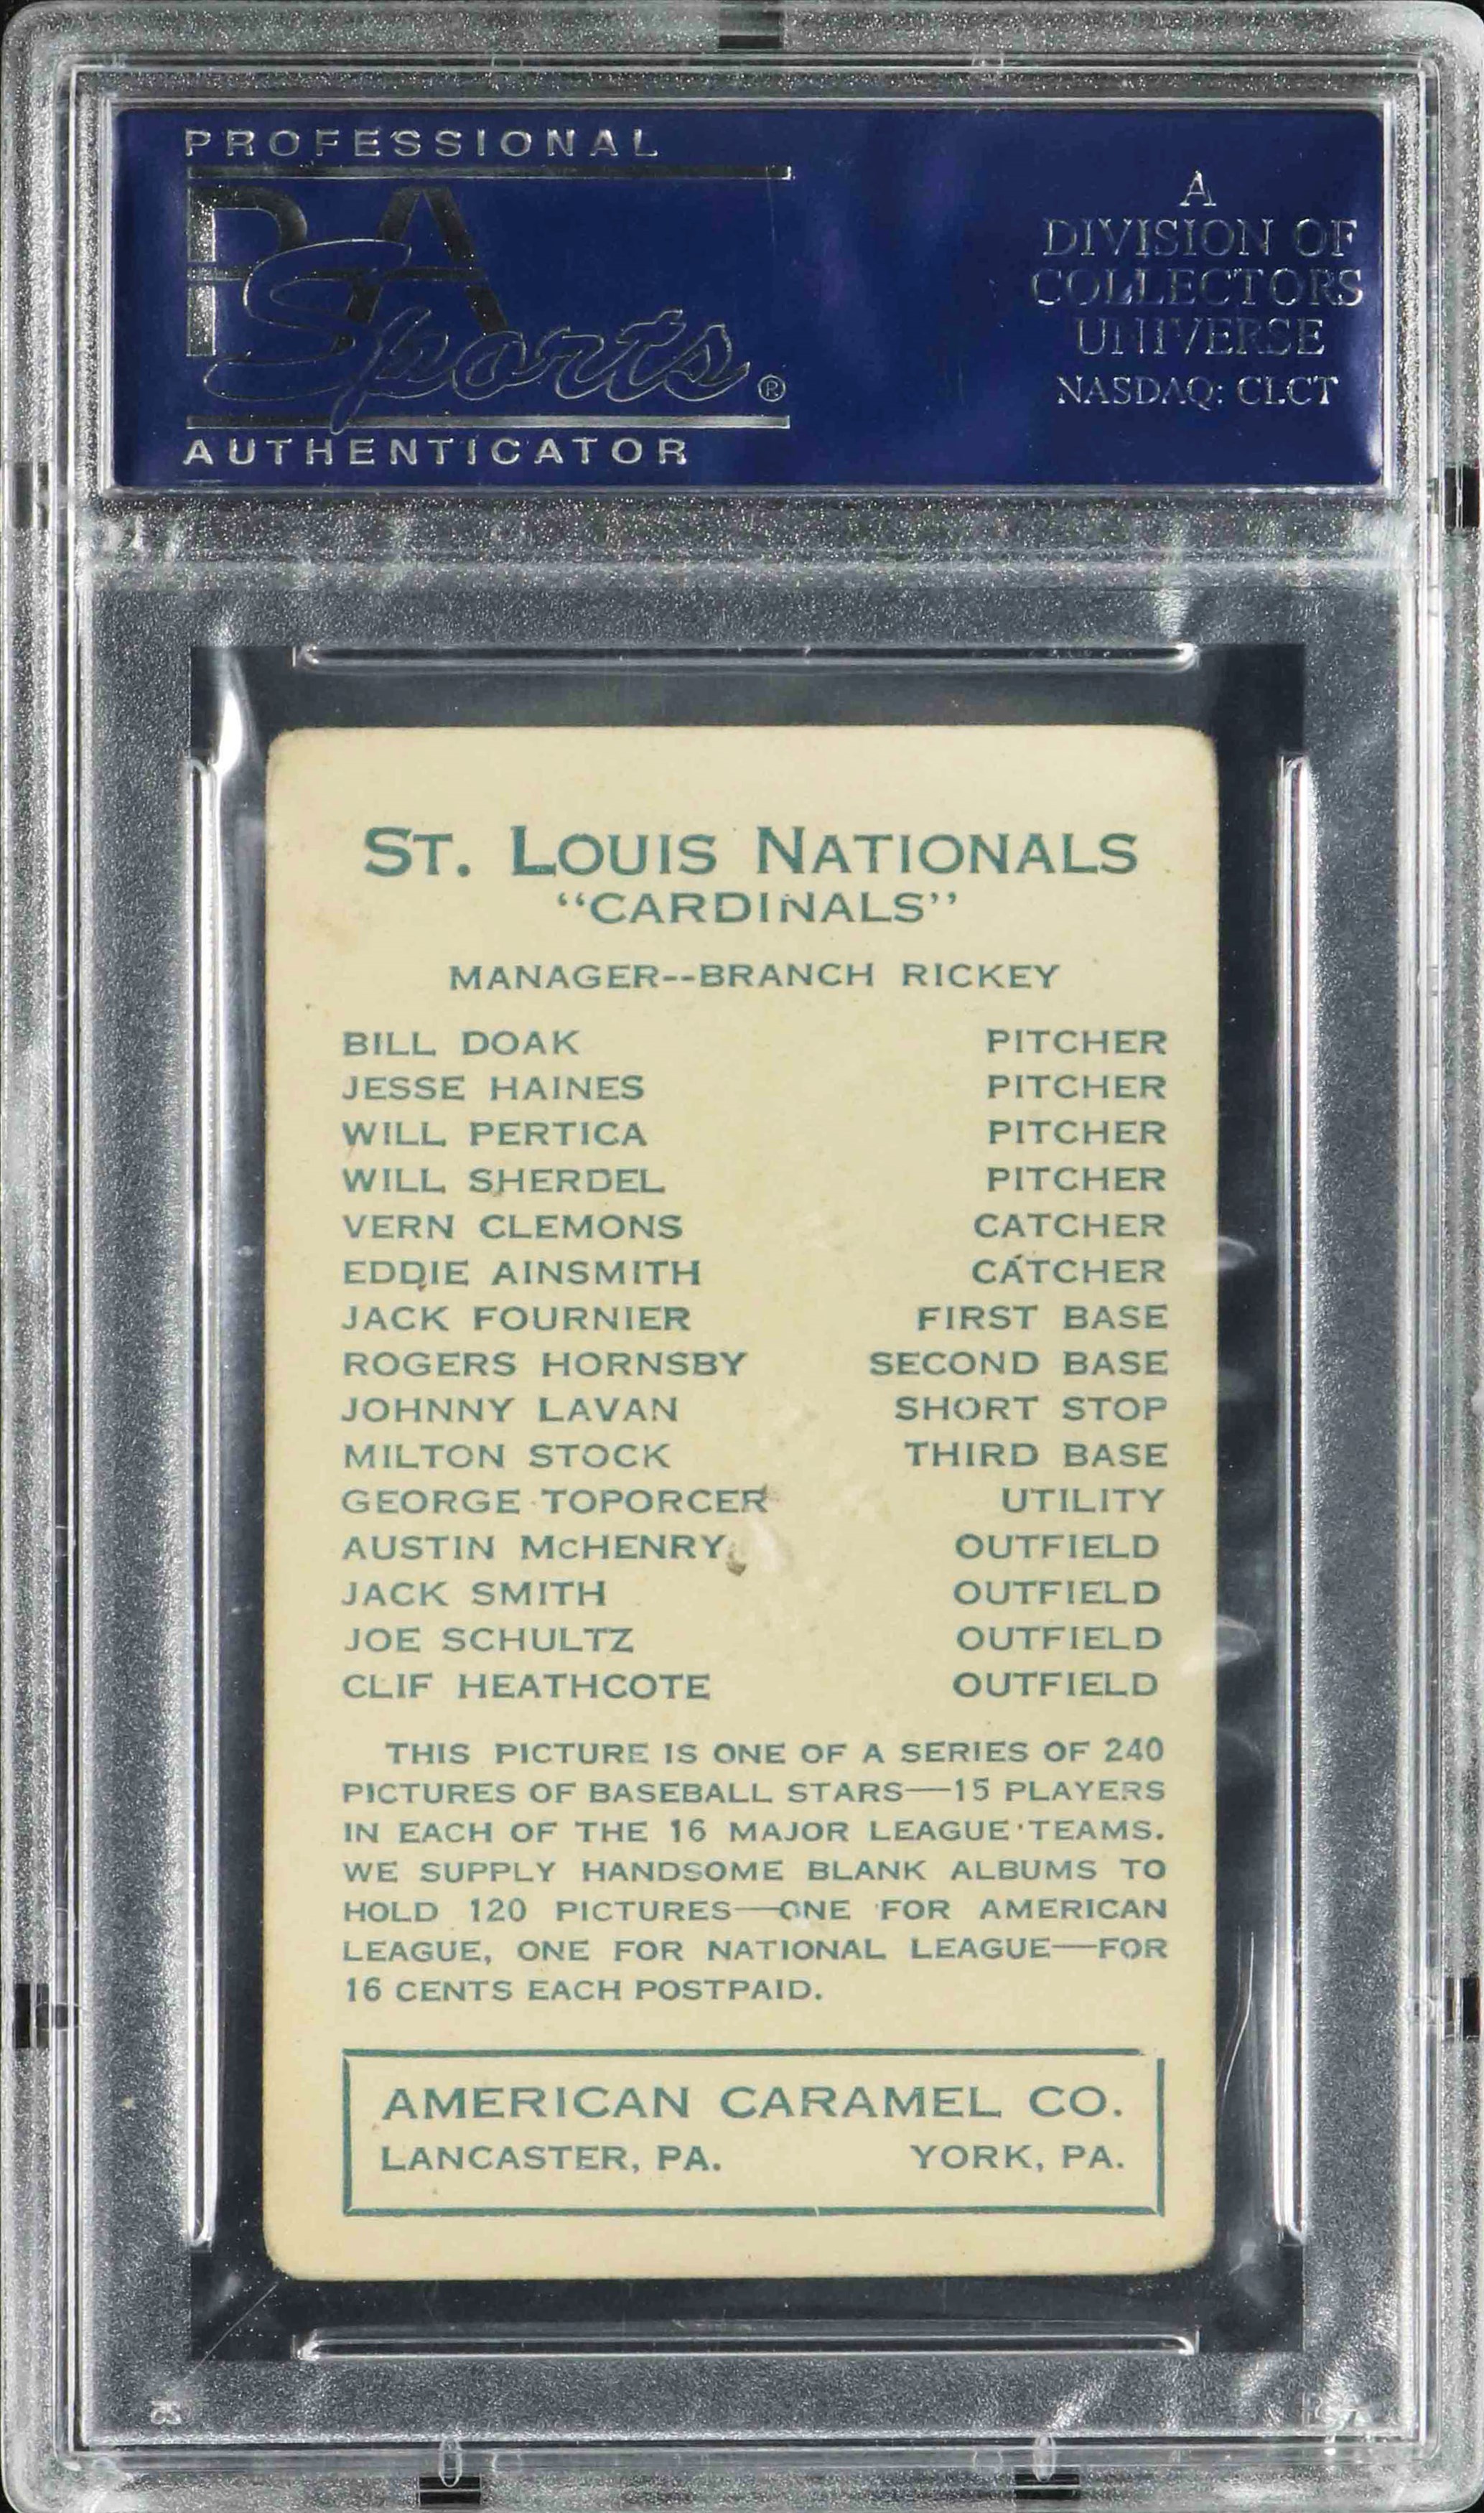 PROFESSIONAL
PSA
Sports®
AUTHENTICATOR
A
DIVISION OF
COLLECTORS
UNIVERSE
NASDAQ: CLCT
ST. LOUIS NATIONALS
“CARDINALS”
MANAGER--BRANCH RICKEY
BILL DOAK PITCHER
JESSE HAINES PITCHER
WILL PERTICA PITCHER
WILL SHERDEL PITCHER
VERN CLEMONS CATCHER
EDDIE AINSMITH CATCHER
JACK FOURNIER FIRST BASE
ROGERS HORNSBY SECOND BASE
JOHNNY LAVAN SHORT STOP
MILTON STOCK THIRD BASE
GEORGE TOPORCER UTILITY
AUSTIN McHENRY OUTFIELD
JACK SMITH OUTFIELD
JOE SCHULTZ OUTFIELD
CLIF HEATHCOTE OUTFIELD
THIS PICTURE IS ONE OF A SERIES OF 240
PICTURES OF BASEBALL STARS—15 PLAYERS
IN EACH OF THE 16 MAJOR LEAGUE TEAMS.
WE SUPPLY HANDSOME BLANK ALBUMS TO
HOLD 120 PICTURES—ONE FOR AMERICAN
LEAGUE, ONE FOR NATIONAL LEAGUE—FOR
16 CENTS EACH POSTPAID.
AMERICAN CARAMEL CO.
LANCASTER, PA. YORK, PA.